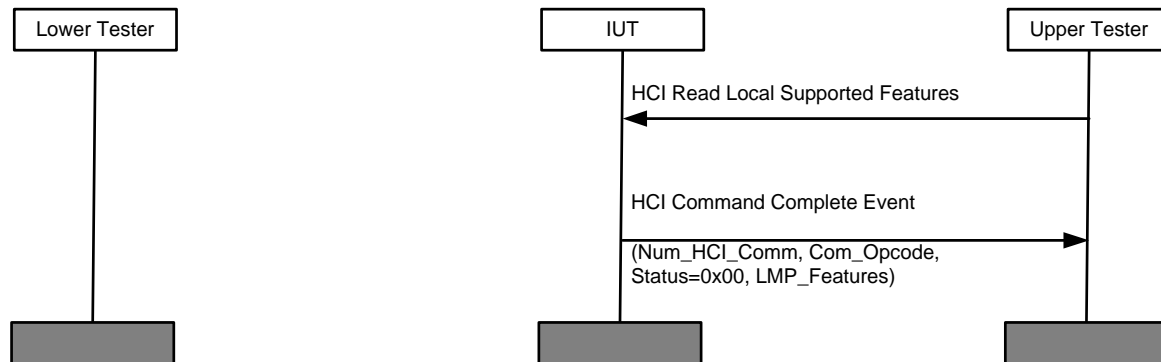 Lower Tester
IUT
Upper Tester
HCI Read Local Supported Features
HCI Command Complete Event
(Num_HCI_Comm, Com_Opcode,
Status=0x00, LMP_Features)